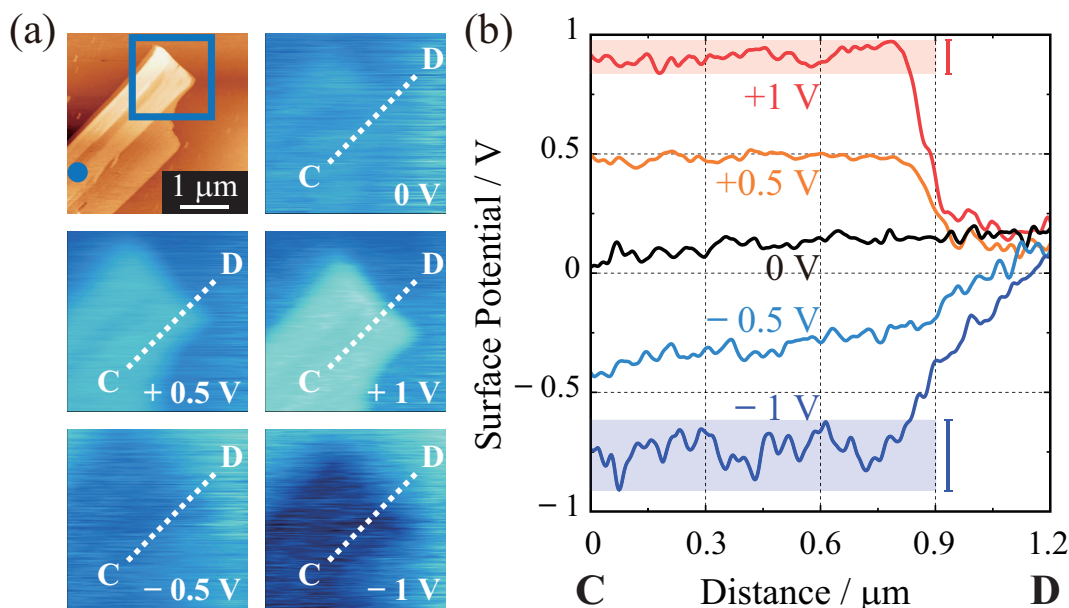 (a)
1 μm
D
C
0 V
D
C
+ 0.5 V
D
C
+ 1 V
D
C
− 0.5 V
D
C
− 1 V
(b)
Surface Potential / V
1
0.5
0
− 0.5
− 1
+1 V
+0.5 V
0 V
− 0.5 V
− 1 V
0 0.3 0.6 0.9 1.2
C Distance / μm D